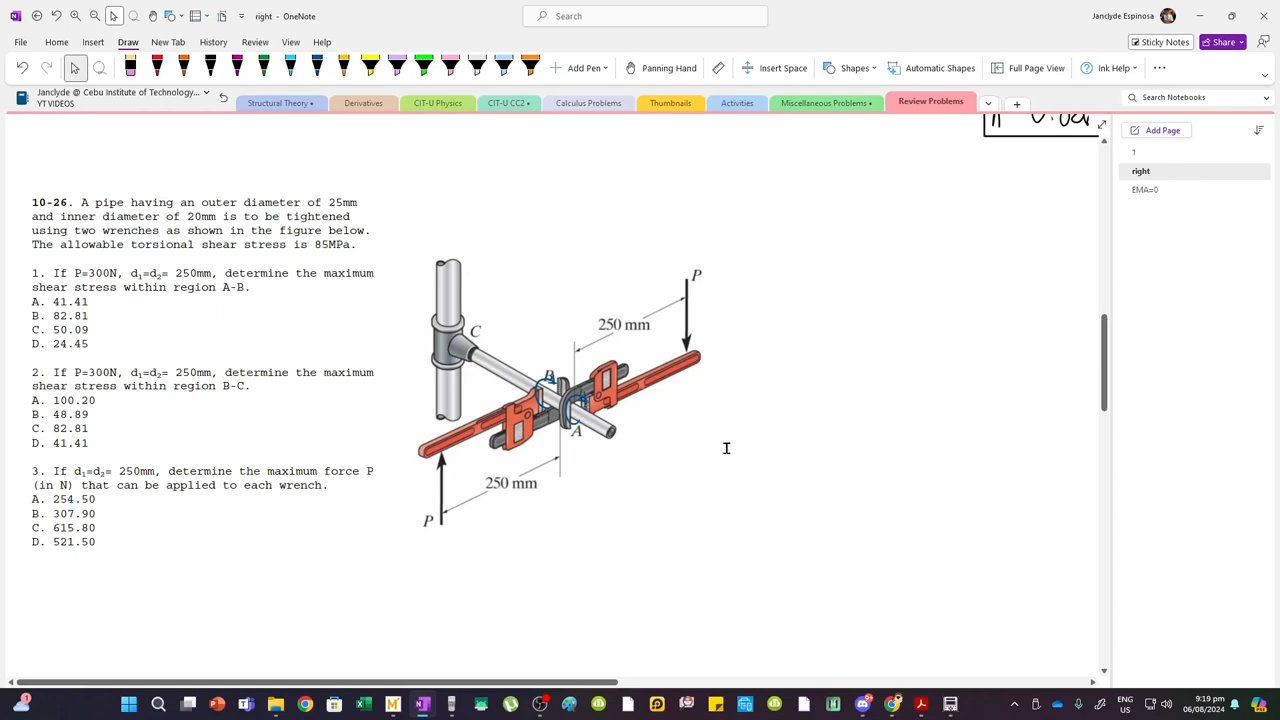 right - OneNote
Search
Janclyde Espinosa
File Home Insert Draw New Tab History Review View Help
Sticky Notes
Share
Add Pen
Panning Hand
Insert Space
Shapes
Automatic Shapes
Full Page View
Ink Help
Janclyde @ Cebu Institute of Technology...
YT VIDEOS
Structural Theory
Derivatives
CIT-U Physics
CIT-U CC2
Calculus Problems
Thumbnails
Activities
Miscellaneous Problems
Review Problems
Search Notebooks
Add Page
1
right
EMA=0
10-26. A pipe having an outer diameter of 25mm
and inner diameter of 20mm is to be tightened
using two wrenches as shown in the figure below.
The allowable torsional shear stress is 85MPa.
1. If P=300N, d₁=d₂= 250mm, determine the maximum
shear stress within region A-B.
A. 41.41
B. 82.81
C. 50.09
D. 24.45
2. If P=300N, d₁=d₂= 250mm, determine the maximum
shear stress within region B-C.
A. 100.20
B. 48.89
C. 82.81
D. 41.41
3. If d₁=d₂= 250mm, determine the maximum force P
(in N) that can be applied to each wrench.
A. 254.50
B. 307.90
C. 615.80
D. 521.50
P
250 mm
C
B
A
250 mm
P
ENG
US
9:19 pm
06/08/2024